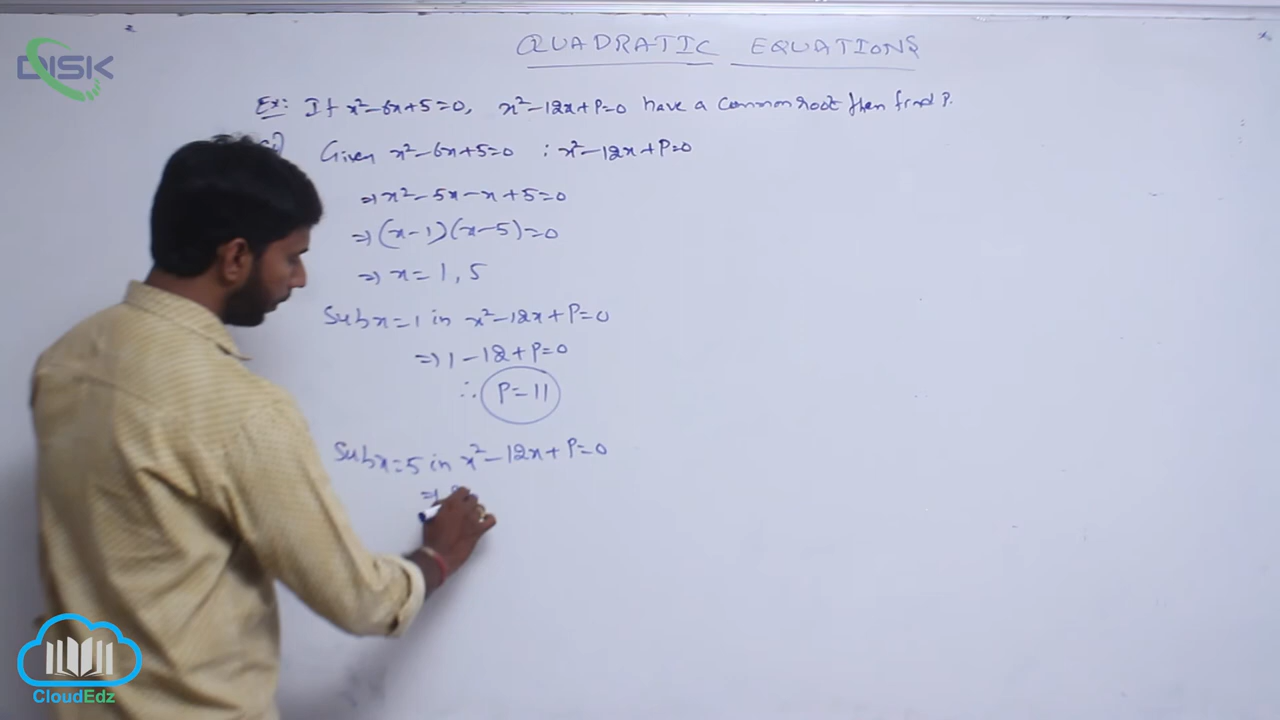 DISK
QUADRATIC EQUATIONS
Ex: If x²-6x+5=0, x²-12x+P=0 have a common root then find P.
Given x²-6x+5=0 ; x²-12x+P=0
⇒ x²-5x-x+5=0
⇒ (x-1)(x-5)=0
⇒ x=1, 5
Sub x=1 in x²-12x+P=0
⇒ 1-12+P=0
∴ P=11
Sub x=5 in x²-12x+P=0
⇒
CloudEdz